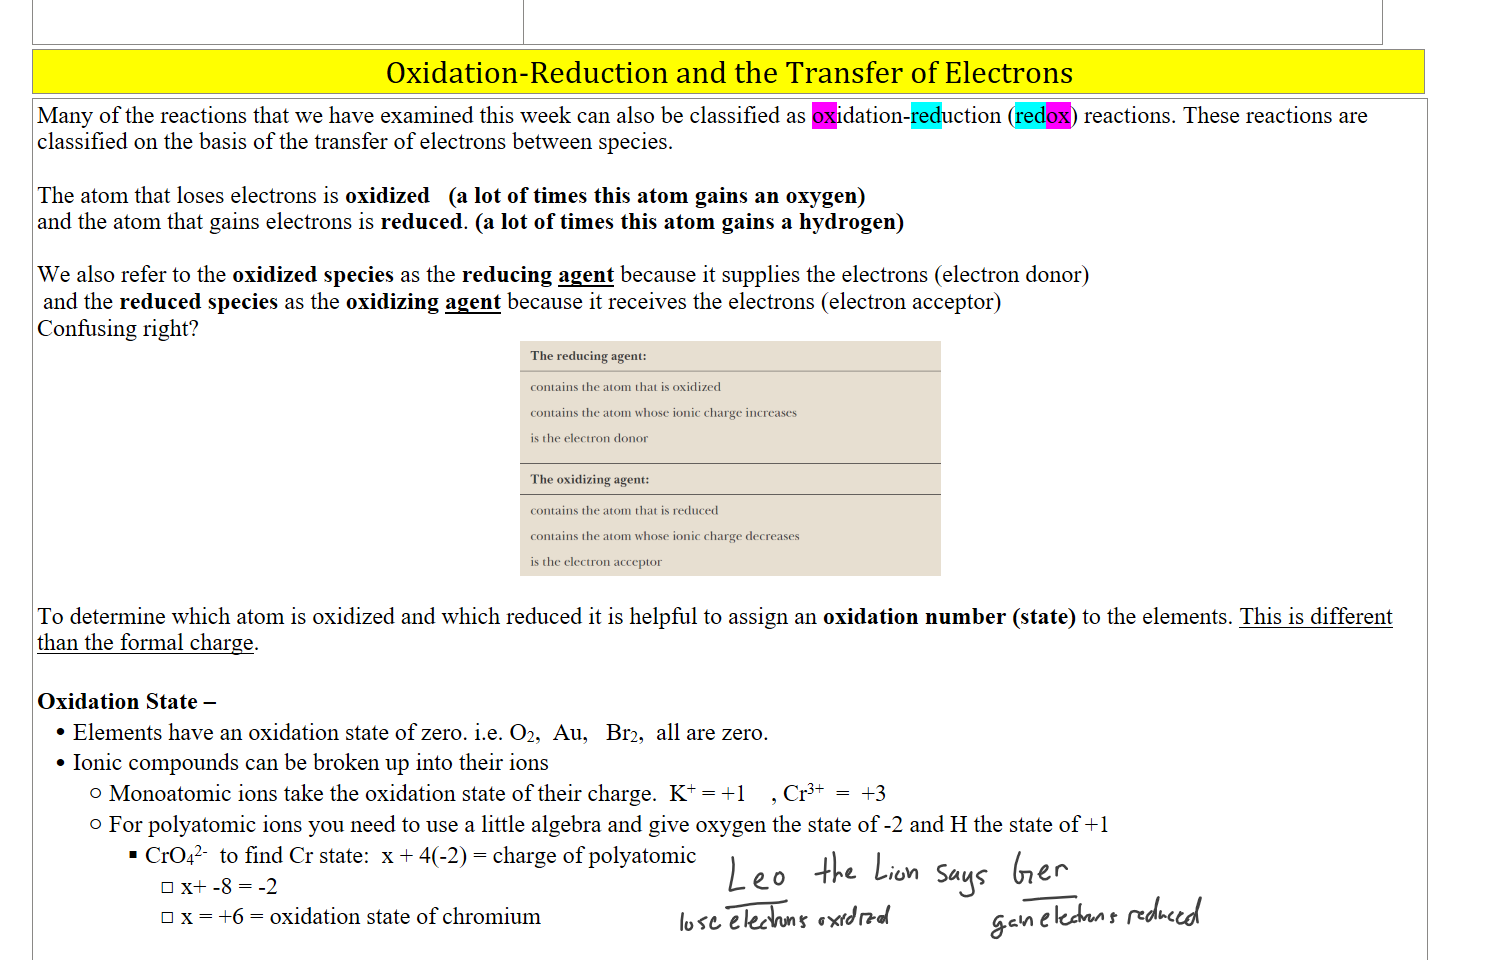 Oxidation-Reduction and the Transfer of Electrons
Many of the reactions that we have examined this week can also be classified as oxidation-reduction (redox) reactions. These reactions are
classified on the basis of the transfer of electrons between species.
The atom that loses electrons is oxidized (a lot of times this atom gains an oxygen)
and the atom that gains electrons is reduced. (a lot of times this atom gains a hydrogen)
We also refer to the oxidized species as the reducing agent because it supplies the electrons (electron donor)
and the reduced species as the oxidizing agent because it receives the electrons (electron acceptor)
Confusing right?
The reducing agent:
contains the atom that is oxidized
contains the atom whose ionic charge increases
is the electron donor
The oxidizing agent:
contains the atom that is reduced
contains the atom whose ionic charge decreases
is the electron acceptor
To determine which atom is oxidized and which reduced it is helpful to assign an oxidation number (state) to the elements. This is different
than the formal charge.
Oxidation State –
• Elements have an oxidation state of zero. i.e. O₂, Au, Br₂, all are zero.
• Ionic compounds can be broken up into their ions
○ Monoatomic ions take the oxidation state of their charge. K⁺ = +1 , Cr³⁺ = +3
○ For polyatomic ions you need to use a little algebra and give oxygen the state of -2 and H the state of +1
▪ CrO₄²⁻ to find Cr state: x + 4(-2) = charge of polyatomic
□ x+ -8 = -2
□ x = +6 = oxidation state of chromium
Leo the Lion says Ger
lose electrons oxidized
gain electrons reduced